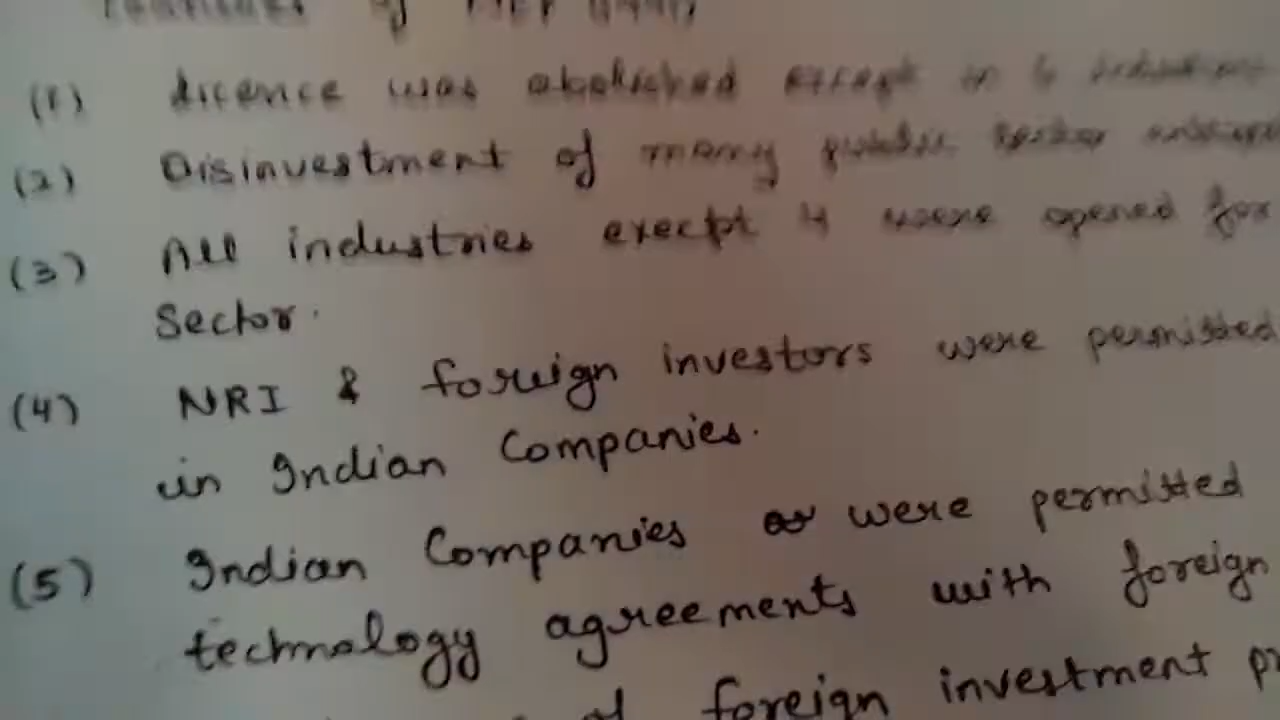 (1) Licence was abolished except in 6 industries
(2) Disinvestment of many public sector
(3) All industries execpt 4 were opened for
Sector.
(4) NRI & foreign investors were permitted
in Indian Companies.
(5) Indian Companies were permitted
technology agreements with foreign
foreign investment